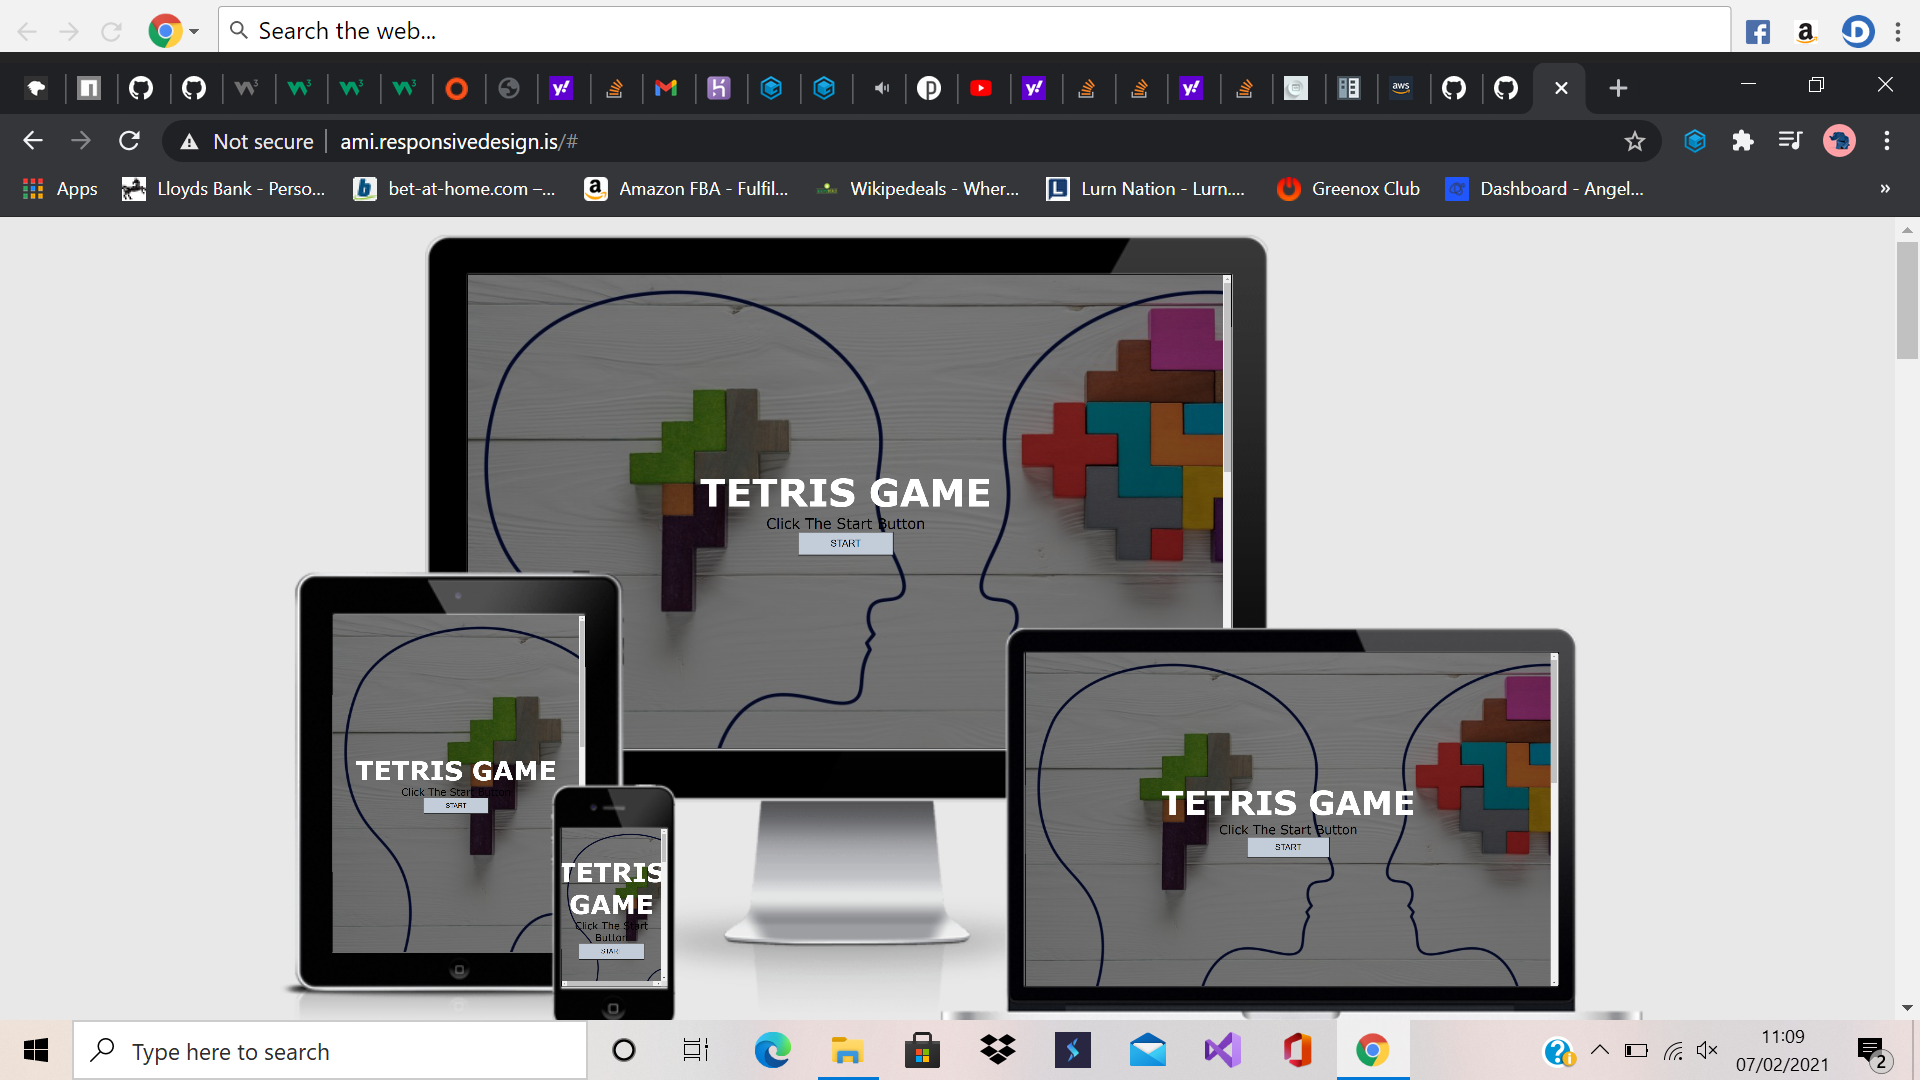 Search the web...
Not secure ami.responsivedesign.is/#
Apps Lloyds Bank - Perso... bet-at-home.com –... Amazon FBA - Fulfil... Wikipedeals - Wher... Lurn Nation - Lurn.... Greenox Club Dashboard - Angel... »
TETRIS GAME
Click The Start Button
START
TETRIS GAME
Click The Start Button
START
TETRIS
GAME
Click The Start
Button
START
TETRIS GAME
Click The Start Button
START
Type here to search
11:09
07/02/2021
2